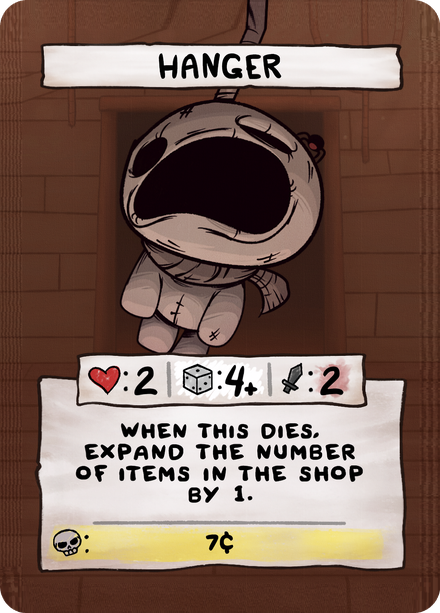 HANGER
:2 :4+ :2
WHEN THIS DIES,
EXPAND THE NUMBER
OF ITEMS IN THE SHOP
BY 1.
: 7¢